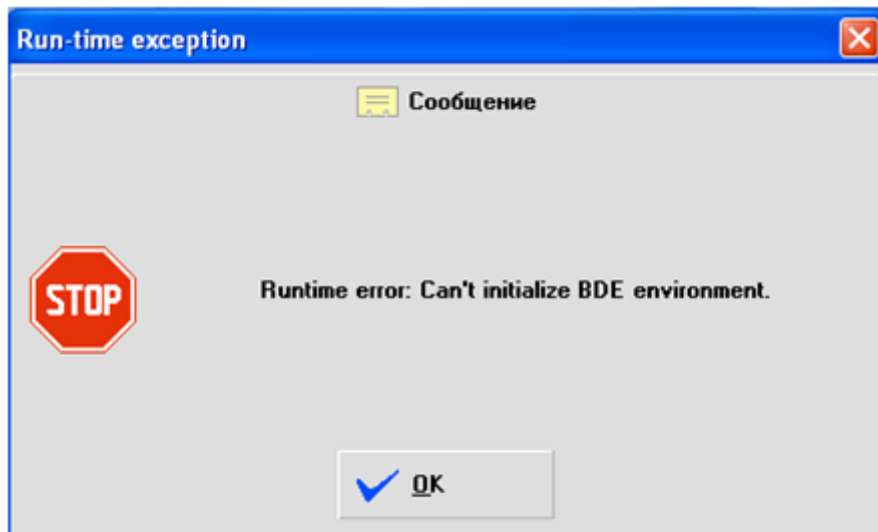 Run-time exception
Сообщение
STOP
Runtime error: Can't initialize BDE environment.
OK